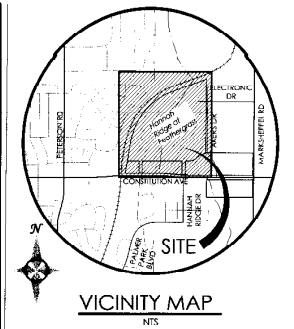 ELECTRONIC
DR
PETERSON RD
Hannah
Ridge at
Feathergrass
AKERS DR
MARKSHEFFEL RD
CONSTITUTION AVE
HANNAH
RIDGE DR
PALMER
PARK
BLVD
SITE
N
VICINITY MAP
NTS